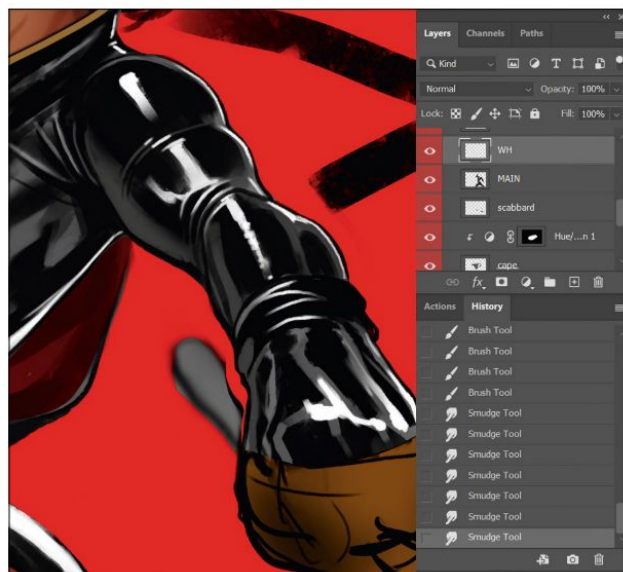 Layers Channels Paths
Kind
Normal Opacity: 100%
Lock: Fill: 100%
WH
MAIN
scabbard
Hue/...n 1
cape
fx
Actions History
Brush Tool
Brush Tool
Brush Tool
Brush Tool
Smudge Tool
Smudge Tool
Smudge Tool
Smudge Tool
Smudge Tool
Smudge Tool
Smudge Tool